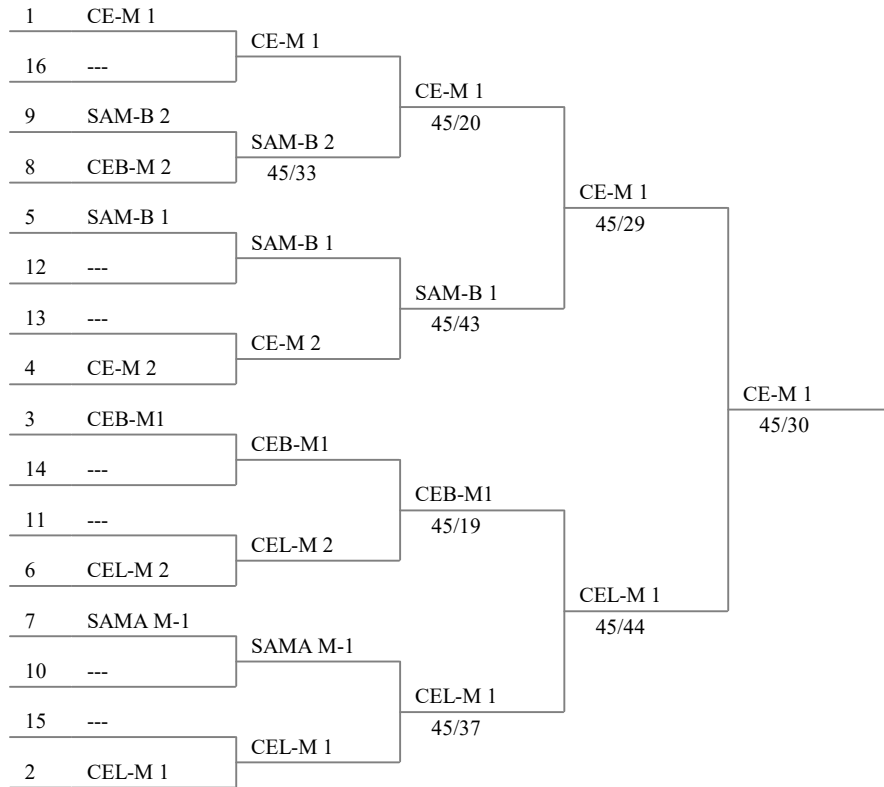 1 CE-M 1
CE-M 1
16 ---
CE-M 1
9 SAM-B 2
45/20
SAM-B 2
8 CEB-M 2
45/33
CE-M 1
5 SAM-B 1
45/29
SAM-B 1
12 ---
SAM-B 1
13 ---
45/43
CE-M 2
4 CE-M 2
CE-M 1
3 CEB-M1
45/30
CEB-M1
14 ---
CEB-M1
11 ---
45/19
CEL-M 2
6 CEL-M 2
CEL-M 1
7 SAMA M-1
45/44
SAMA M-1
10 ---
CEL-M 1
15 ---
45/37
CEL-M 1
2 CEL-M 1